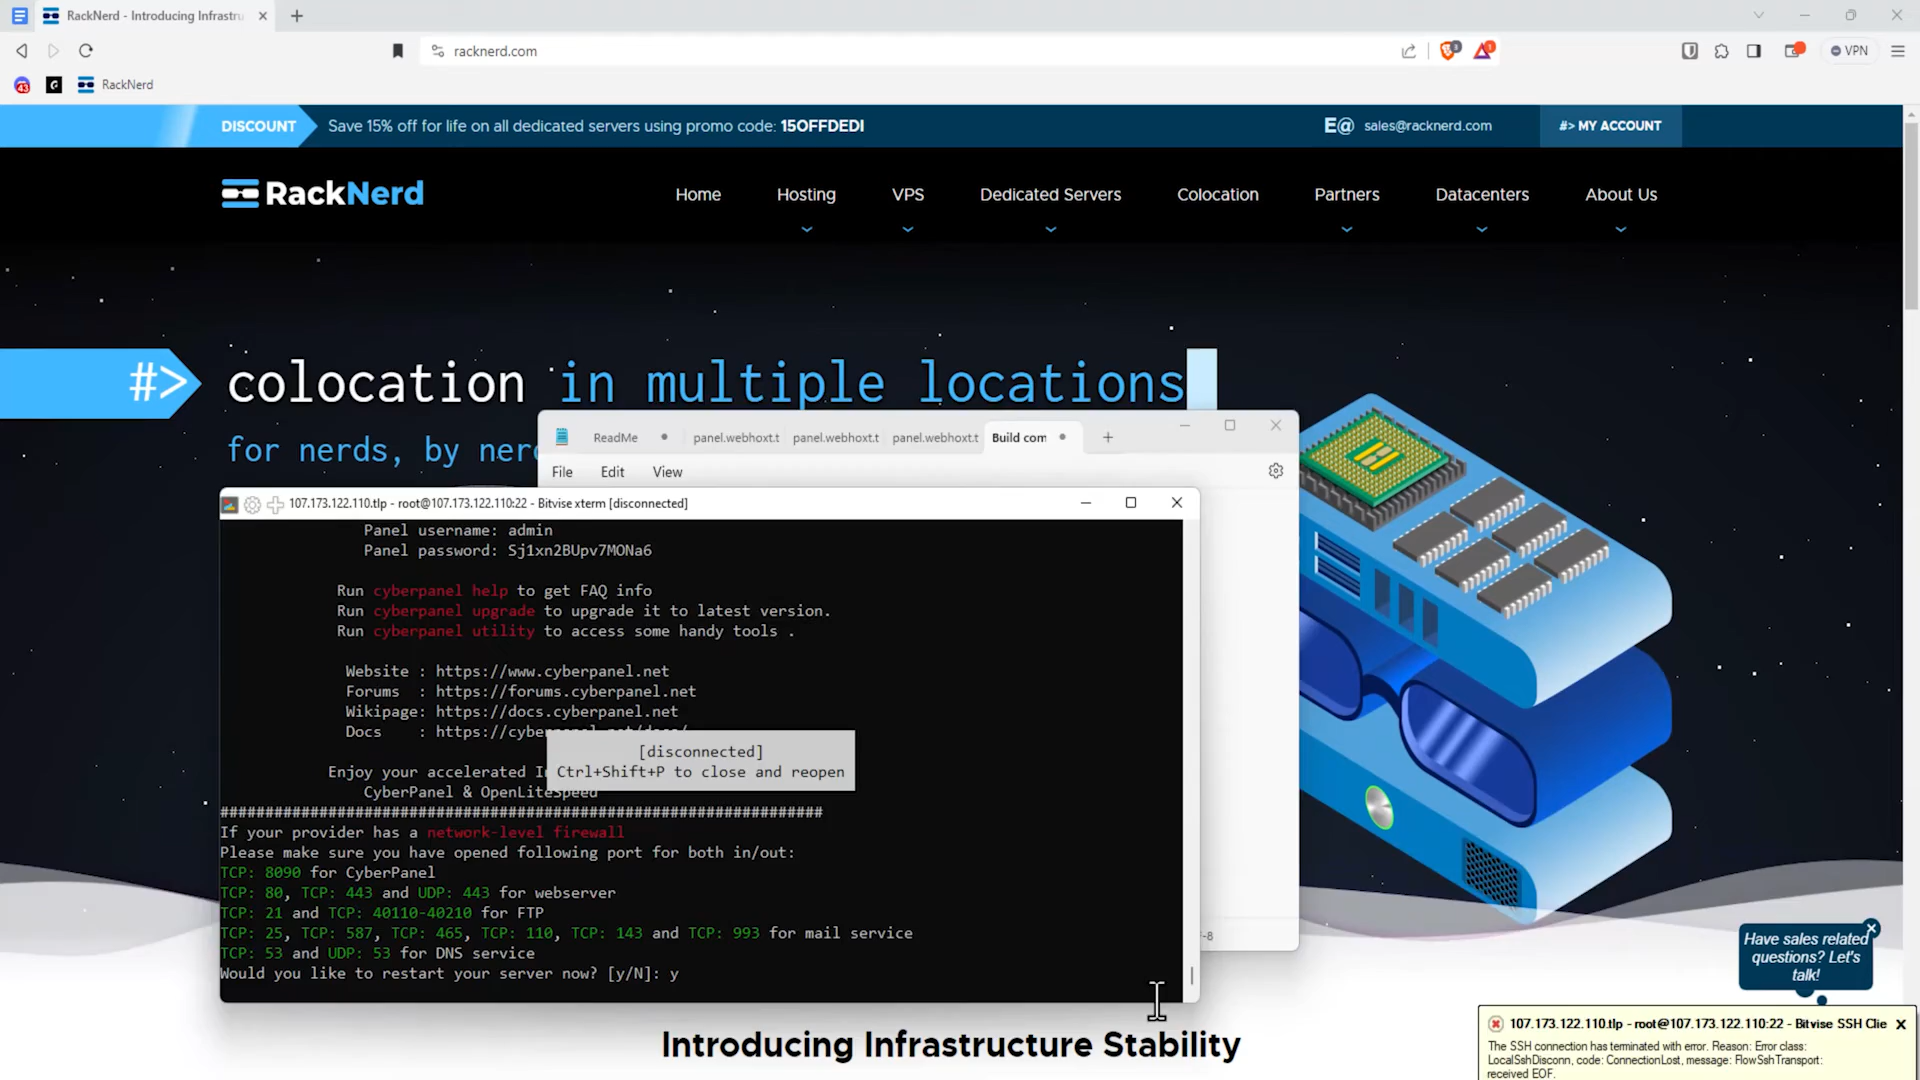 RackNerd - Introducing Infrastru
racknerd.com
VPN
43
RackNerd
DISCOUNT
Save 15% off for life on all dedicated servers using promo code: 15OFFDEDI
E@ sales@racknerd.com
#> MY ACCOUNT
RackNerd
Home
Hosting
VPS
Dedicated Servers
Colocation
Partners
Datacenters
About Us
#> colocation in multiple locations
for nerds, by ner
ReadMe
panel.webhoxt.t
panel.webhoxt.t
panel.webhoxt.t
Build com
File
Edit
View
107.173.122.110.tlp - root@107.173.122.110:22 - Bitvise xterm [disconnected]
Panel username: admin
Panel password: Sj1xn2BUpv7MONa6
Run cyberpanel help to get FAQ info
Run cyberpanel upgrade to upgrade it to latest version.
Run cyberpanel utility to access some handy tools .
Website : https://www.cyberpanel.net
Forums : https://forums.cyberpanel.net
Wikipage: https://docs.cyberpanel.net
Docs : https://cyberpanel.net/docs/
[disconnected]
Ctrl+Shift+P to close and reopen
Enjoy your accelerated In
CyberPanel & OpenLiteSpeed
###################################################################
If your provider has a network-level firewall
Please make sure you have opened following port for both in/out:
TCP: 8090 for CyberPanel
TCP: 80, TCP: 443 and UDP: 443 for webserver
TCP: 21 and TCP: 40110-40210 for FTP
TCP: 25, TCP: 587, TCP: 465, TCP: 110, TCP: 143 and TCP: 993 for mail service
TCP: 53 and UDP: 53 for DNS service
Would you like to restart your server now? [y/N]: y
-8
Have sales related
questions? Let's
talk!
Introducing Infrastructure Stability
107.173.122.110.tlp - root@107.173.122.110:22 - Bitvise SSH Clie
The SSH connection has terminated with error. Reason: Error class:
LocalSshDisconn, code: ConnectionLost, message: FlowSshTransport:
received EOF.